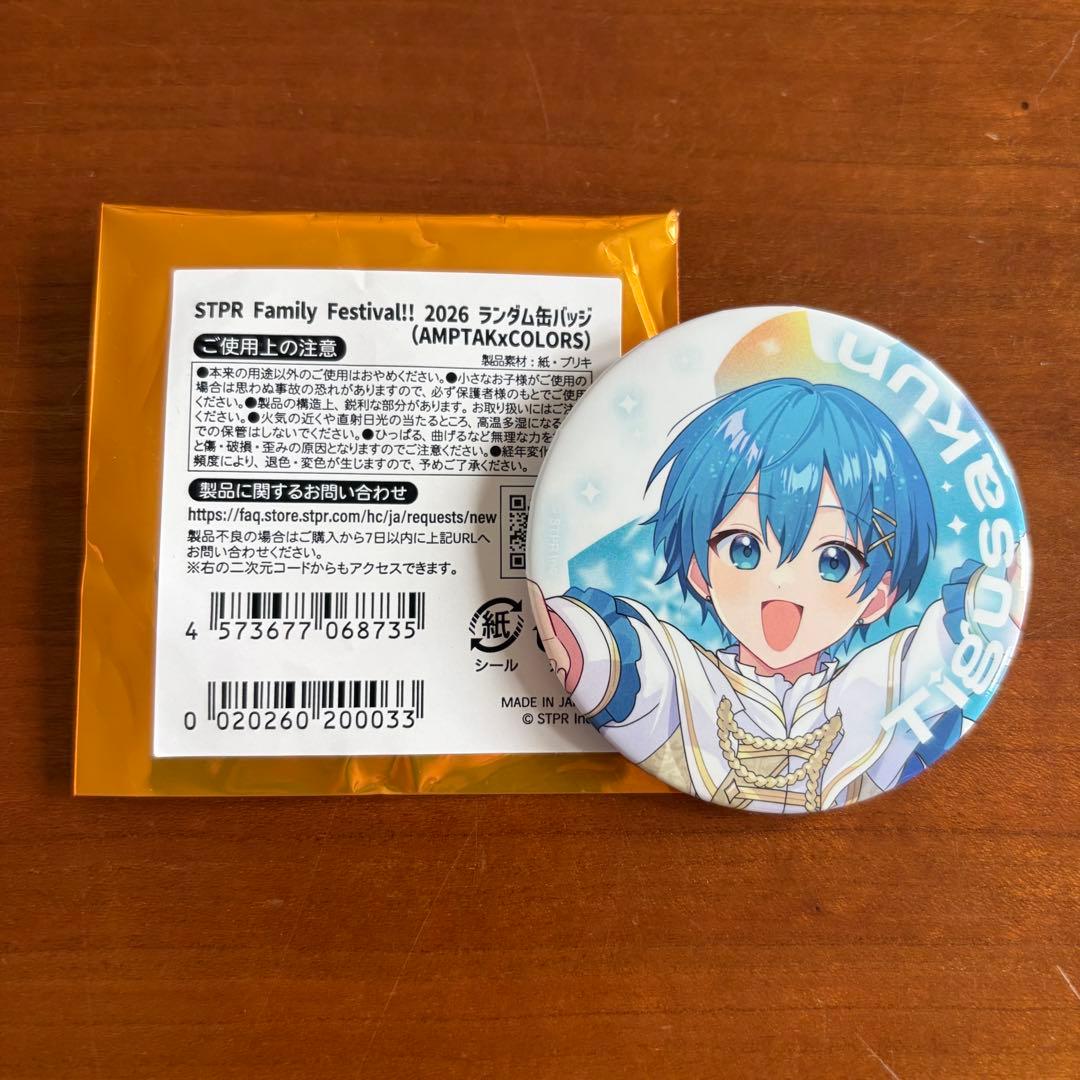 STPR Family Festival!! 2026 ランダム缶バッジ
(AMPTAKxCOLORS)
ご使用上の注意
製品素材：紙・ブリキ
●本来の用途以外のご使用はおやめください。●小さなお子様がご使用の
場合は思わぬ事故の恐れがありますので、必ず保護者様のもとでご使用
ください。●製品の構造上、鋭利な部分があります。お取り扱いにはご注
ください。●火気の近くや直射日光の当たるところ、高温多湿になる
での保管はしないでください。●ひっぱる、曲げるなど無理な力を
と傷・破損・歪みの原因となりますのでご注意ください。●経年変化
頻度により、退色・変色が生じますので、予めご了承ください。
製品に関するお問い合わせ
https://faq.store.stpr.com/hc/ja/requests/new
製品不良の場合はご購入から7日以内に上記URLへ
お問い合わせください。
※右の二次元コードからもアクセスできます。
4 573677 068735
紙
シール
0 020260 200033
MADE IN JA
© STPR Inc
Tigusakun